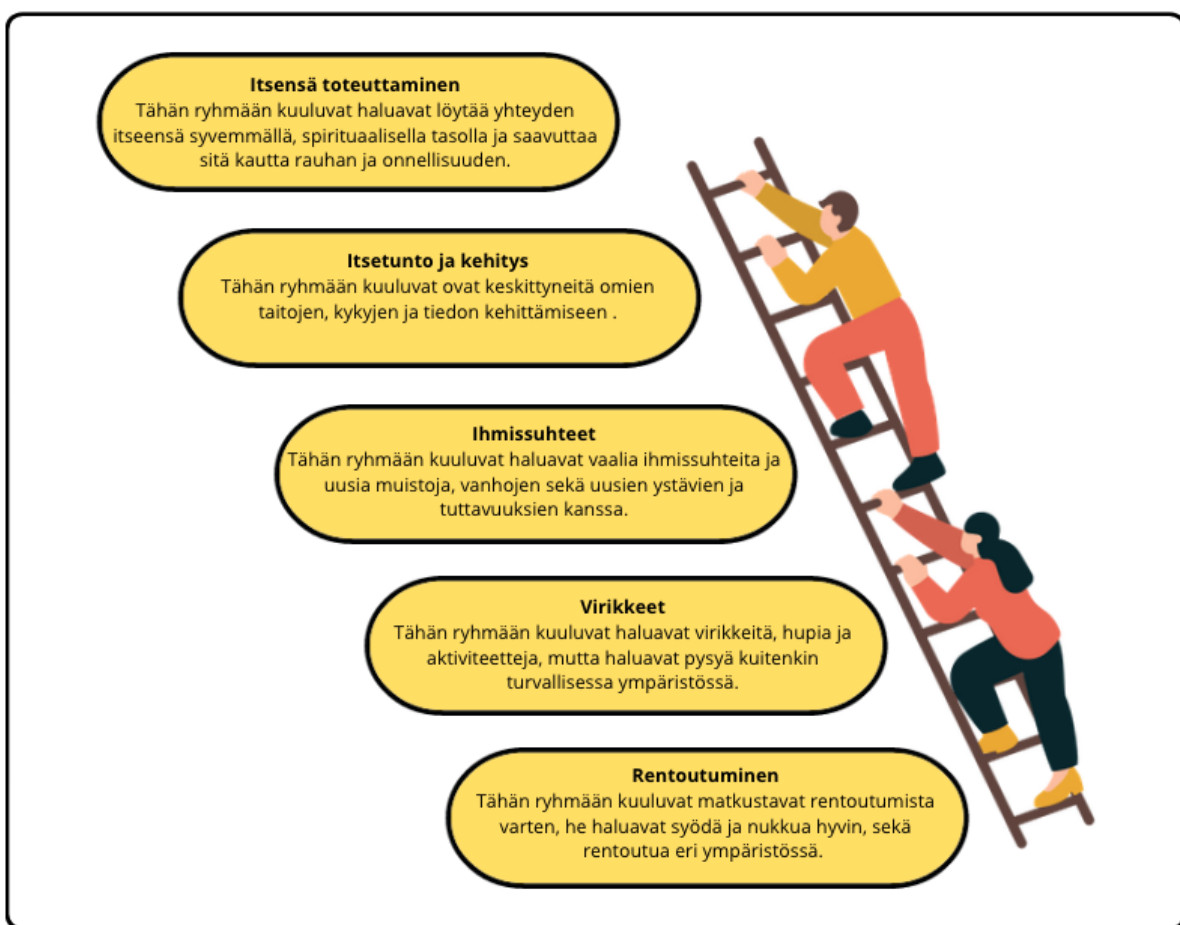 Itsensä toteuttaminen
Tähän ryhmään kuuluvat haluavat löytää yhteyden
itseensä syvemmällä, spirituaalisella tasolla ja saavuttaa
sitä kautta rauhan ja onnellisuuden.
Itsetunto ja kehitys
Tähän ryhmään kuuluvat ovat keskittyneitä omien
taitojen, kykyjen ja tiedon kehittämiseen .
Ihmissuhteet
Tähän ryhmään kuuluvat haluavat vaalia ihmissuhteita ja
uusia muistoja, vanhojen sekä uusien ystävien ja
tuttavuuksien kanssa.
Virikkeet
Tähän ryhmään kuuluvat haluavat virikkeitä, hupia ja
aktiviteetteja, mutta haluavat pysyä kuitenkin
turvallisessa ympäristössä.
Rentoutuminen
Tähän ryhmään kuuluvat matkustavat rentoutumista
varten, he haluavat syödä ja nukkua hyvin, sekä
rentoutua eri ympäristössä.